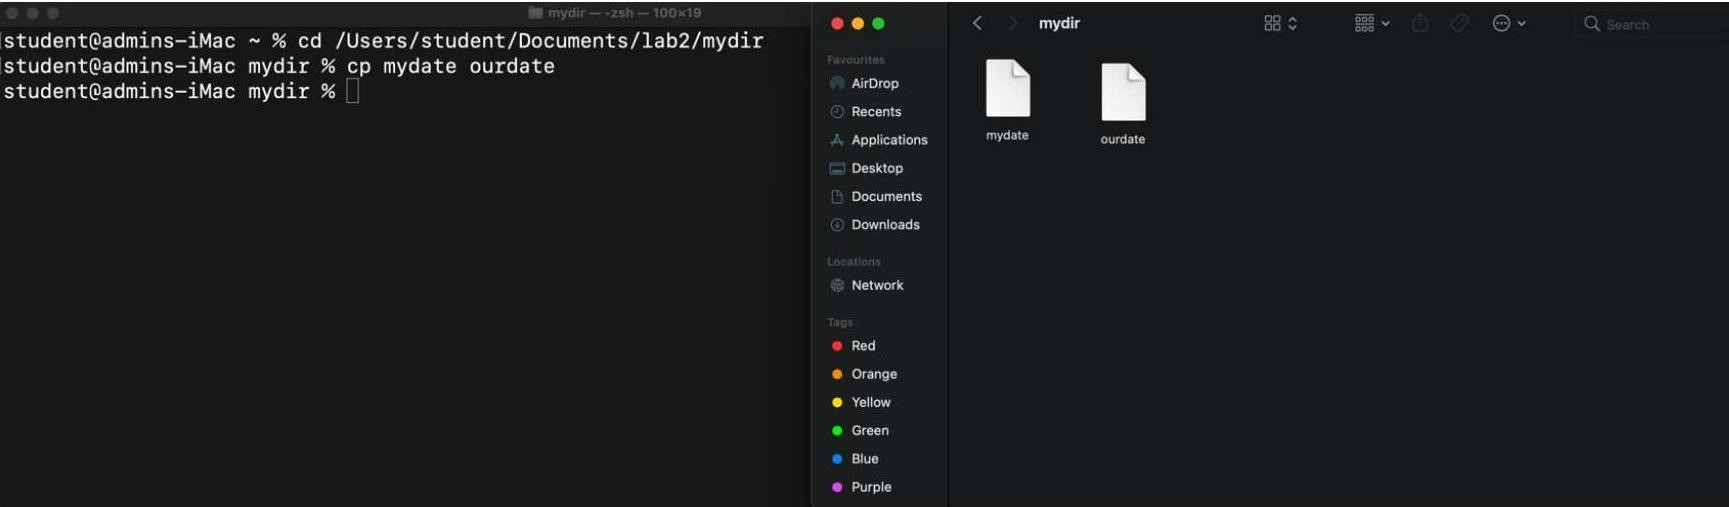 mydir — -zsh — 100×19
student@admins-iMac ~ % cd /Users/student/Documents/lab2/mydir
student@admins-iMac mydir % cp mydate ourdate
student@admins-iMac mydir %
Favourites
AirDrop
Recents
Applications
Desktop
Documents
Downloads
Locations
Network
Tags
Red
Orange
Yellow
Green
Blue
Purple
mydir
Search
mydate
ourdate